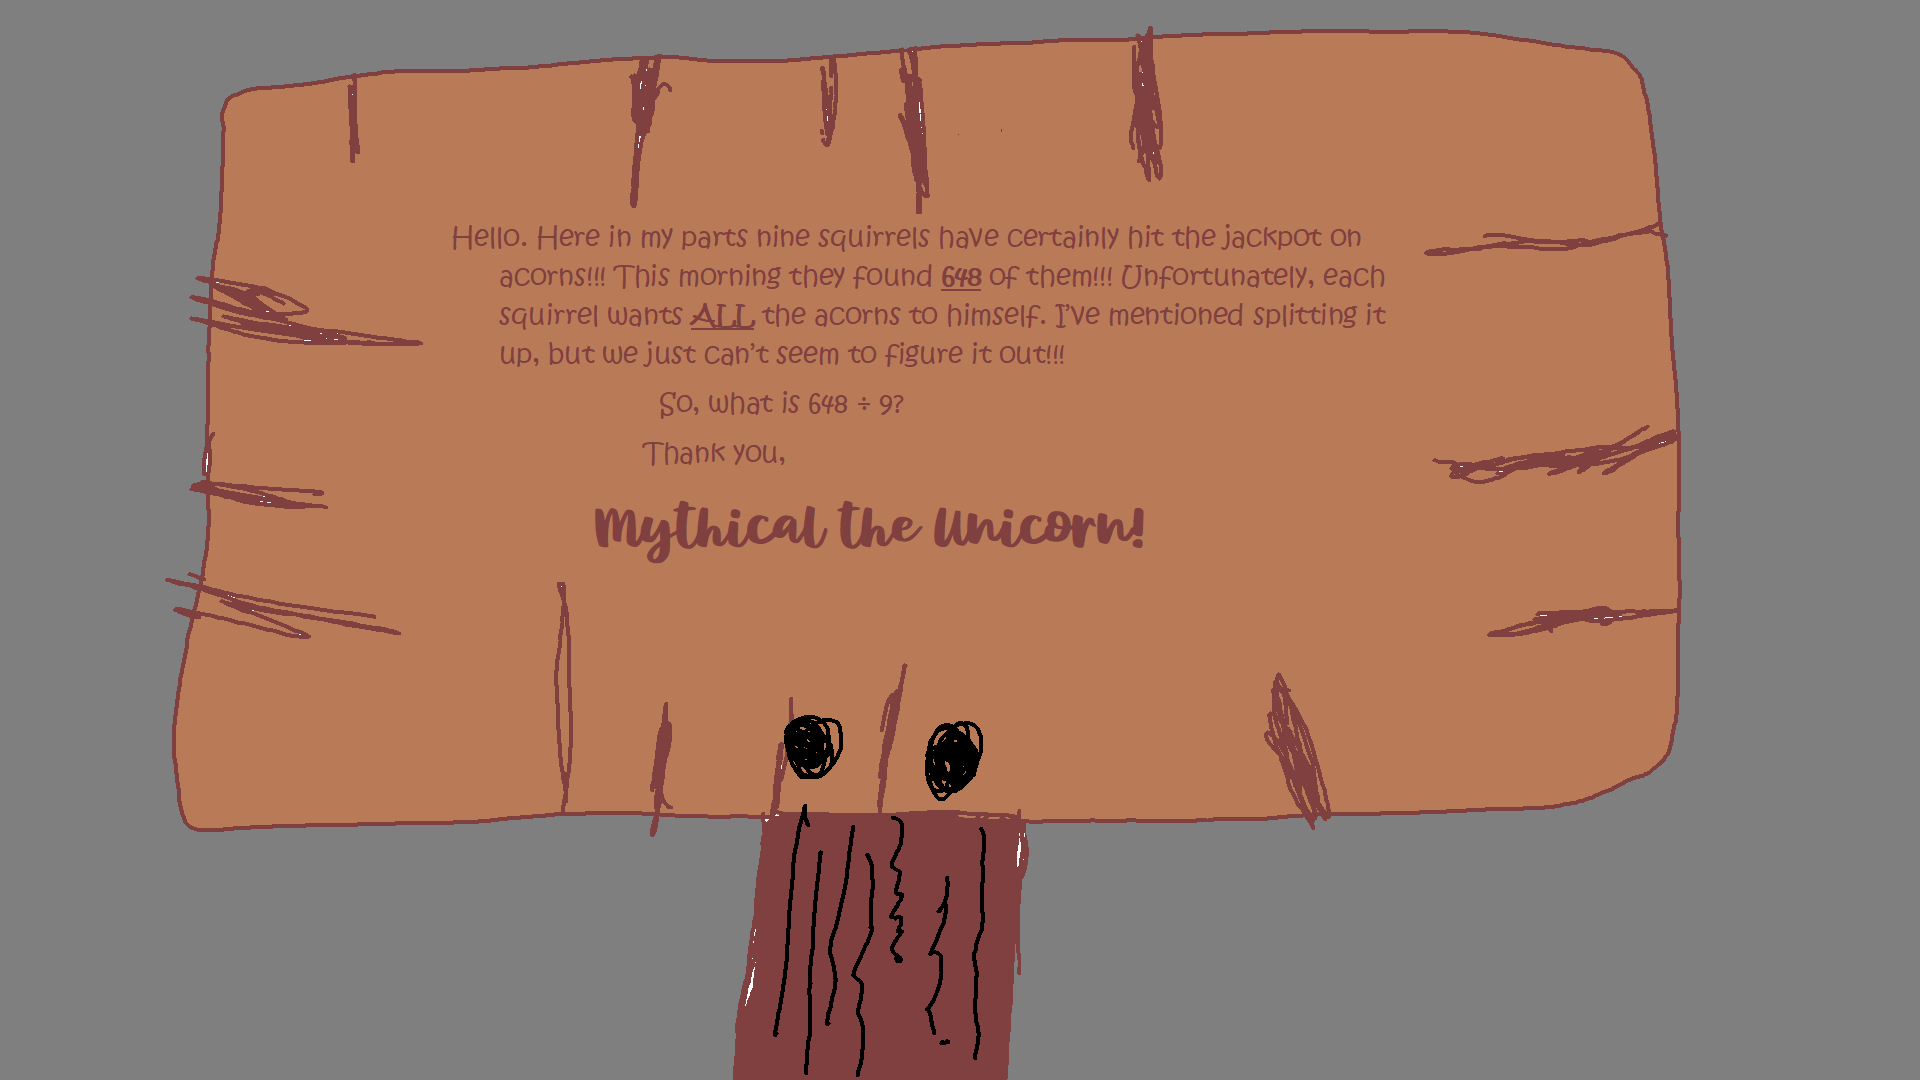 Hello. Here in my parts nine squirrels have certainly hit the jackpot on
acorns!!! This morning they found 648 of them!!! Unfortunately, each
squirrel wants ALL the acorns to himself. I've mentioned splitting it
up, but we just can't seem to figure it out!!!
So, what is 648 ÷ 9?
Thank you,
Mythical the Unicorn!